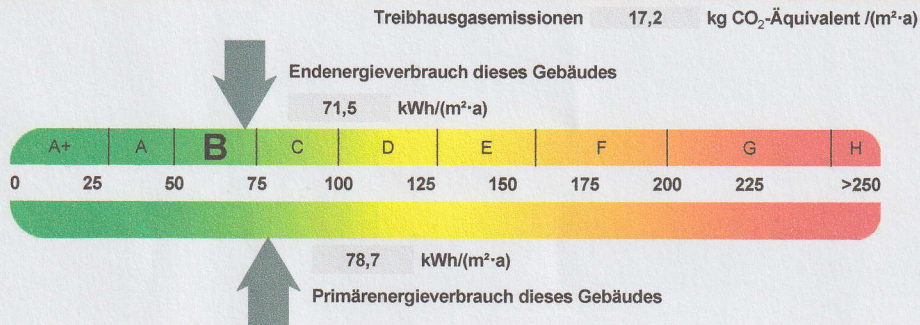 Treibhausgasemissionen 17,2 kg CO₂-Äquivalent /(m²·a)
Endenergieverbrauch dieses Gebäudes
71,5 kWh/(m²·a)
A+ A B C D E F G H
0 25 50 75 100 125 150 175 200 225 >250
78,7 kWh/(m²·a)
Primärenergieverbrauch dieses Gebäudes